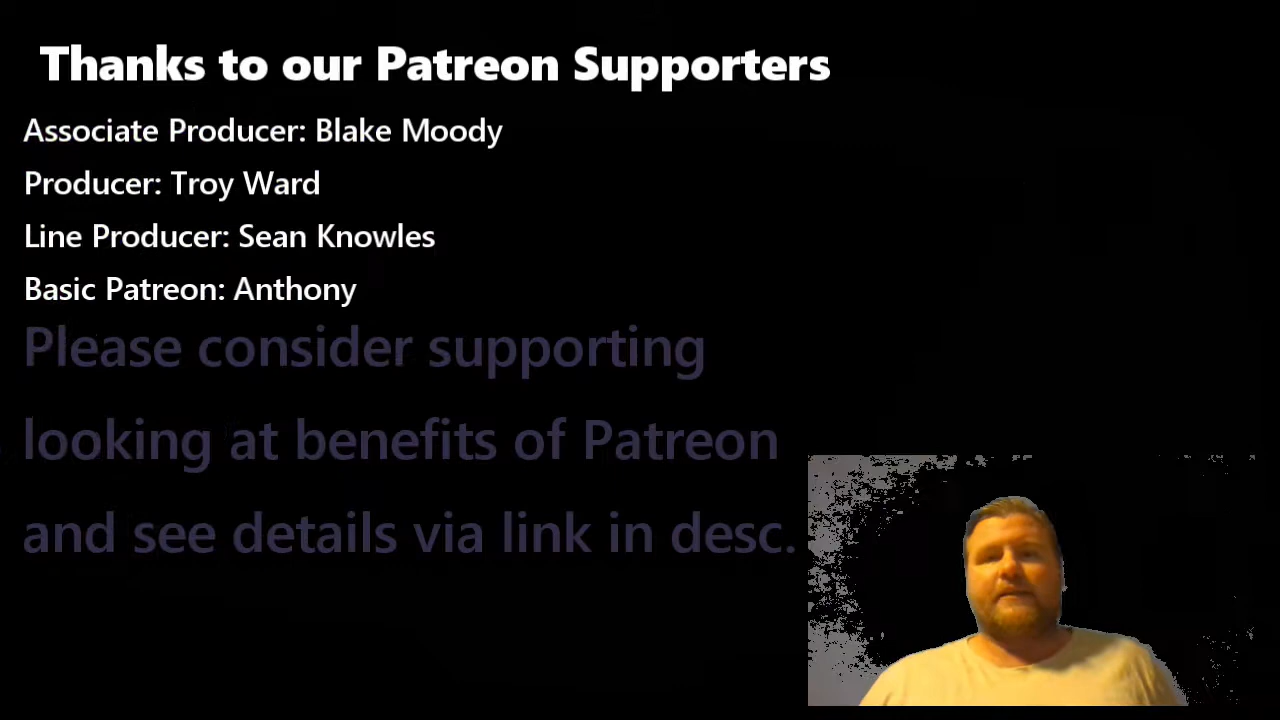 Thanks to our Patreon Supporters
Associate Producer: Blake Moody
Producer: Troy Ward
Line Producer: Sean Knowles
Basic Patreon: Anthony
Please consider supporting
looking at benefits of Patreon
and see details via link in desc.